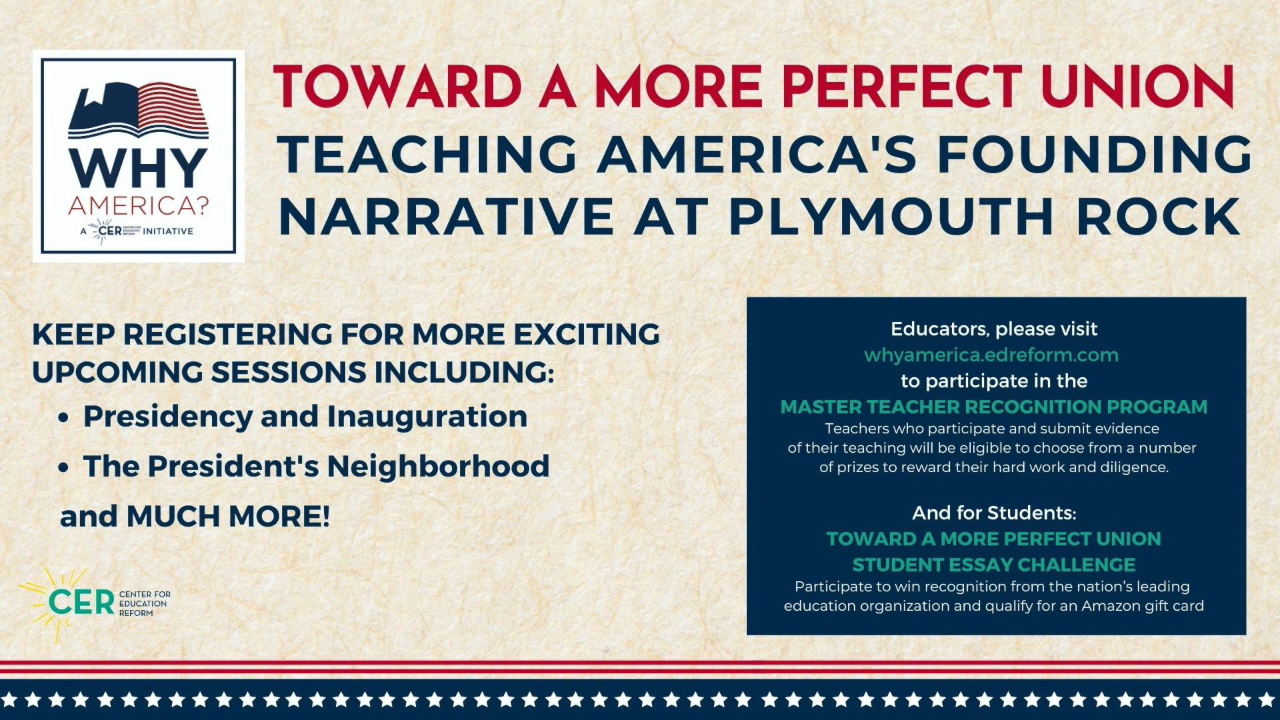 WHY
AMERICA?
A CER CENTER FOR EDUCATION REFORM INITIATIVE
TOWARD A MORE PERFECT UNION
TEACHING AMERICA'S FOUNDING
NARRATIVE AT PLYMOUTH ROCK
KEEP REGISTERING FOR MORE EXCITING
UPCOMING SESSIONS INCLUDING:
• Presidency and Inauguration
• The President's Neighborhood
and MUCH MORE!
CER
CENTER FOR
EDUCATION
REFORM
Educators, please visit
whyamerica.edreform.com
to participate in the
MASTER TEACHER RECOGNITION PROGRAM
Teachers who participate and submit evidence
of their teaching will be eligible to choose from a number
of prizes to reward their hard work and diligence.
And for Students:
TOWARD A MORE PERFECT UNION
STUDENT ESSAY CHALLENGE
Participate to win recognition from the nation’s leading
education organization and qualify for an Amazon gift card